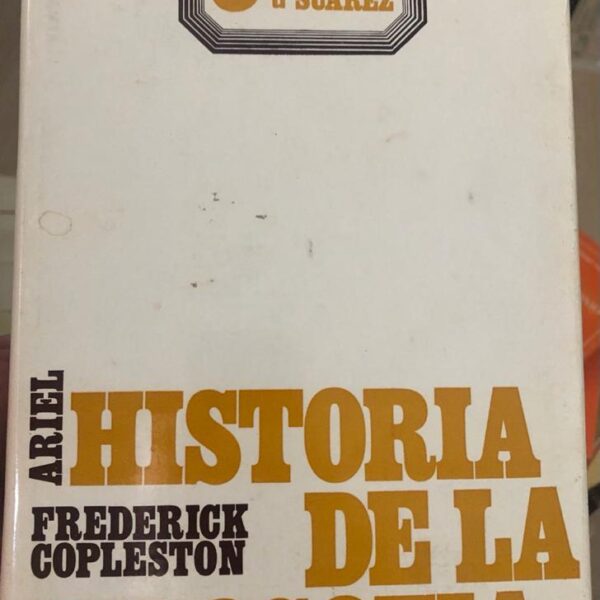 SUAREZ
ARIEL
HISTORIA
DE LA
FREDERICK
COPLESTON